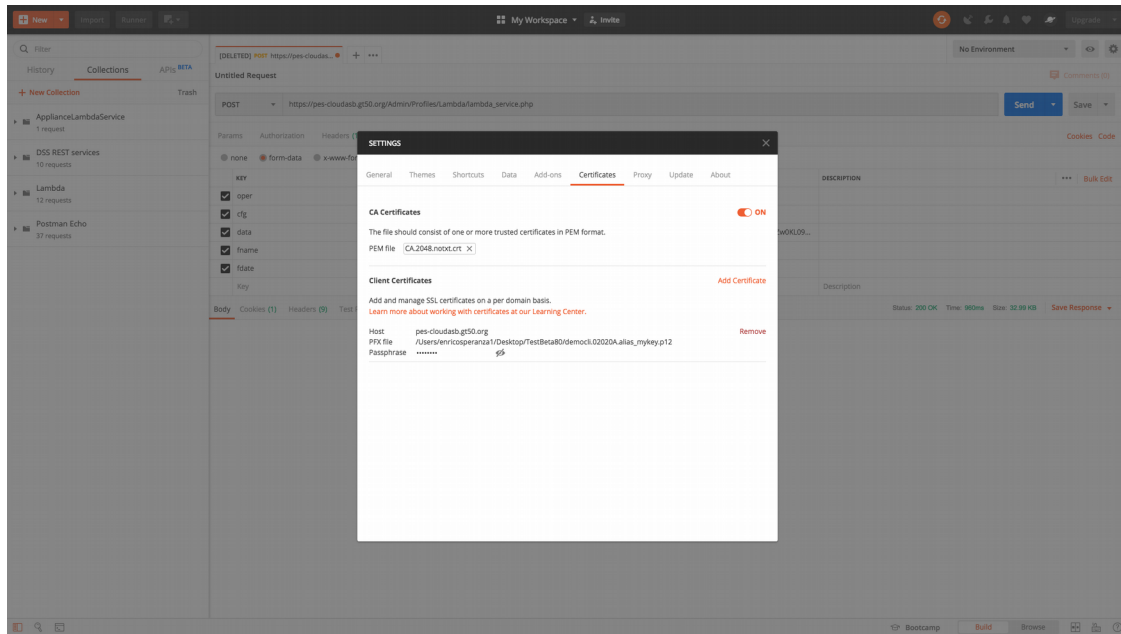 New Import Runner My Workspace Invite Upgrade
Filter
History Collections APIs BETA
+ New Collection Trash
ApplianceLambdaService
1 request
DSS REST services
10 requests
Lambda
12 requests
Postman Echo
37 requests
[DELETED] POST https://pes-cloudas... + •••
No Environment
Untitled Request Comments (0)
POST https://pes-cloudasb.gt50.org/Admin/Profiles/Lambda/lambda_service.php Send Save
Params Authorization Headers Cookies Code
none form-data x-www-for
KEY DESCRIPTION ••• Bulk Edit
oper
cfg
data
fname
fdate
Key Description
Body Cookies (1) Headers (9) Test Status: 200 OK Time: 980ms Size: 32.99 KB Save Response
SETTINGS
General Themes Shortcuts Data Add-ons Certificates Proxy Update About
CA Certificates ON
The file should consist of one or more trusted certificates in PEM format.
PEM file CA.2048.notxt.crt
Client Certificates Add Certificate
Add and manage SSL certificates on a per domain basis.
Learn more about working with certificates at our Learning Center.
Host pes-cloudasb.gt50.org Remove
PFX file /Users/enricosperanza1/Desktop/TestBeta80/democli.02020A.alias_mykey.p12
Passphrase ••••••••
Bootcamp Build Browse